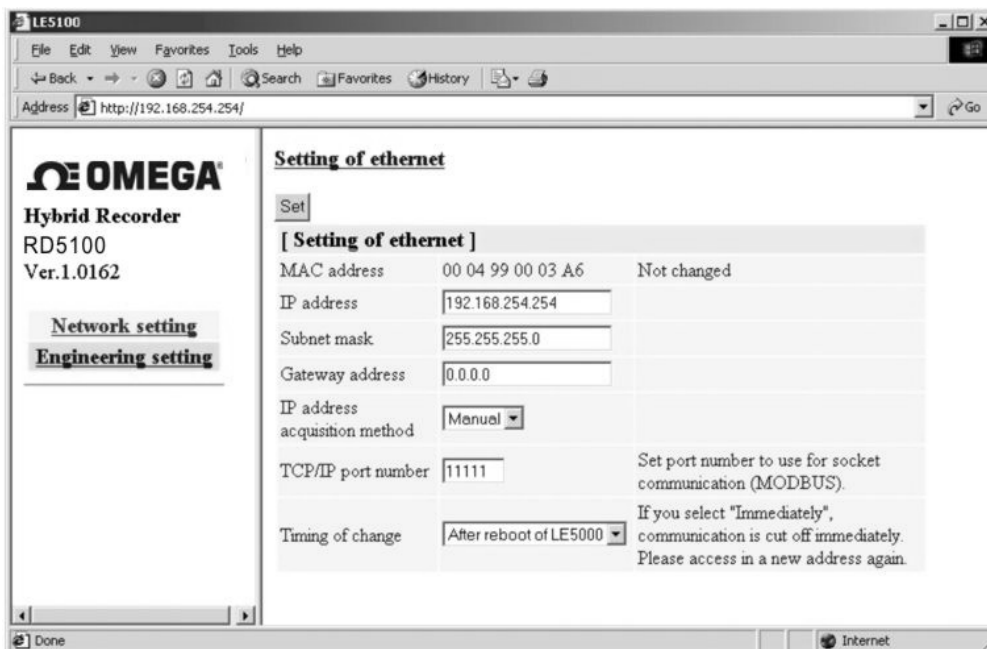 LE5100
File Edit View Favorites Tools Help
Back Search Favorites History
Address http://192.168.254.254/ Go
OMEGA®
Hybrid Recorder
RD5100
Ver.1.0162
Network setting
Engineering setting
Setting of ethernet
Set
[ Setting of ethernet ]
MAC address 00 04 99 00 03 A6 Not changed
IP address 192.168.254.254
Subnet mask 255.255.255.0
Gateway address 0.0.0.0
IP address
acquisition method Manual
TCP/IP port number 11111 Set port number to use for socket
communication (MODBUS).
Timing of change After reboot of LE5000 If you select "Immediately",
communication is cut off immediately.
Please access in a new address again.
Done Internet